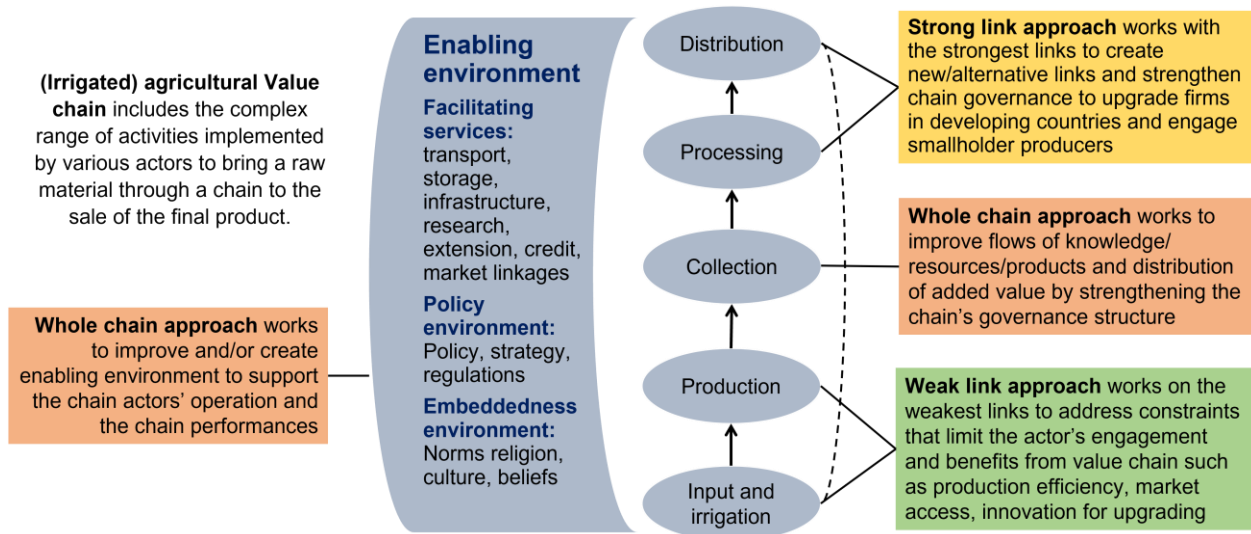 (Irrigated) agricultural Value
chain includes the complex
range of activities implemented
by various actors to bring a raw
material through a chain to the
sale of the final product.
Whole chain approach works
to improve and/or create
enabling environment to support
the chain actors' operation and
the chain performances
Enabling
environment
Facilitating
services:
transport,
storage,
infrastructure,
research,
extension, credit,
market linkages
Policy
environment:
Policy, strategy,
regulations
Embeddedness
environment:
Norms religion,
culture, beliefs
Distribution
Processing
Collection
Production
Input and
irrigation
Strong link approach works with
the strongest links to create
new/alternative links and strengthen
chain governance to upgrade firms
in developing countries and engage
smallholder producers
Whole chain approach works to
improve flows of knowledge/
resources/products and distribution
of added value by strengthening the
chain's governance structure
Weak link approach works on the
weakest links to address constraints
that limit the actor's engagement
and benefits from value chain such
as production efficiency, market
access, innovation for upgrading